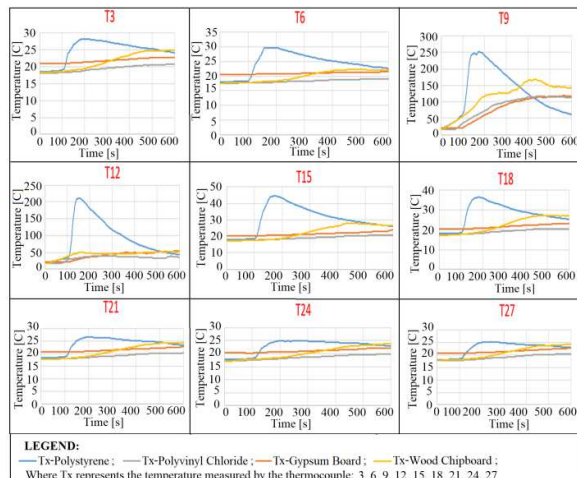 T3
Temperature [C]
30
25
20
15
10
5
0
0 100 200 300 400 500 600
Time [s]
T6
Temperature [C]
35
30
25
20
15
10
5
0
0 100 200 300 400 500 600
Time [s]
T9
Temperature [C]
300
250
200
150
100
50
0
0 100 200 300 400 500 600
Time [s]
T12
Temperature [C]
250
200
150
100
50
0
0 100 200 300 400 500 600
Time [s]
T15
Temperature [C]
50
40
30
20
10
0
0 100 200 300 400 500 600
Time [s]
T18
Temperature [C]
40
30
20
10
0
0 100 200 300 400 500 600
Time [s]
T21
Temperature [C]
30
25
20
15
10
5
0
0 100 200 300 400 500 600
Time [s]
T24
Temperature [C]
30
25
20
15
10
5
0
0 100 200 300 400 500 600
Time [s]
T27
Temperature [C]
30
25
20
15
10
5
0
0 100 200 300 400 500 600
Time [s]
LEGEND:
Tx-Polystyrene ; Tx-Polyvinyl Chloride ; Tx-Gypsum Board ; Tx-Wood Chipboard ;
Where Tx represents the temperature measured by the thermocouple: 3, 6, 9, 12, 15, 18, 21, 24, 27